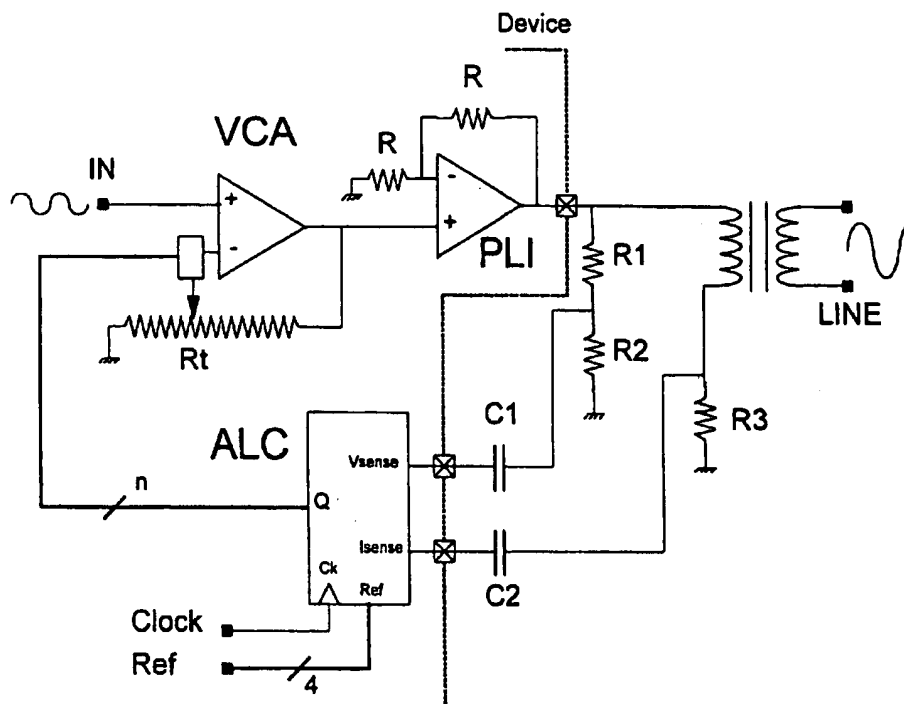 Device
R
VCA
R
IN
+
-
-
+
PLI
R1
LINE
Rt
R2
C1
R3
ALC
Vsense
n
Q
Isense
Ck
C2
Ref
Clock
Ref
4